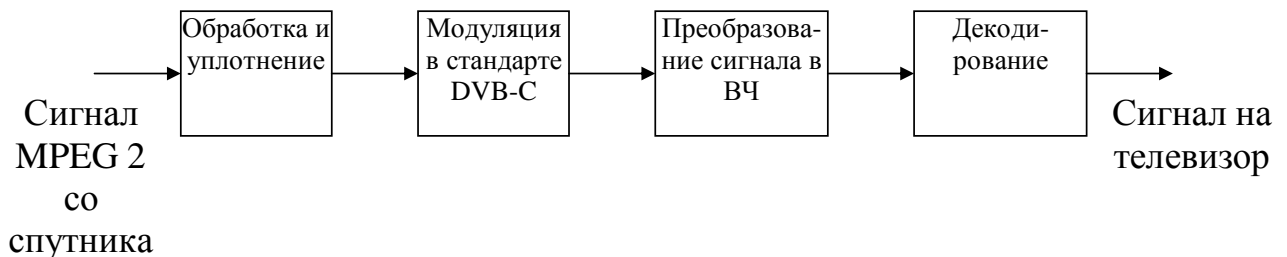 Обработка и
уплотнение
Модуляция
в стандарте
DVB-C
Преобразова-
ние сигнала в
ВЧ
Декоди-
рование
Сигнал
MPEG 2
со
спутника
Сигнал на
телевизор